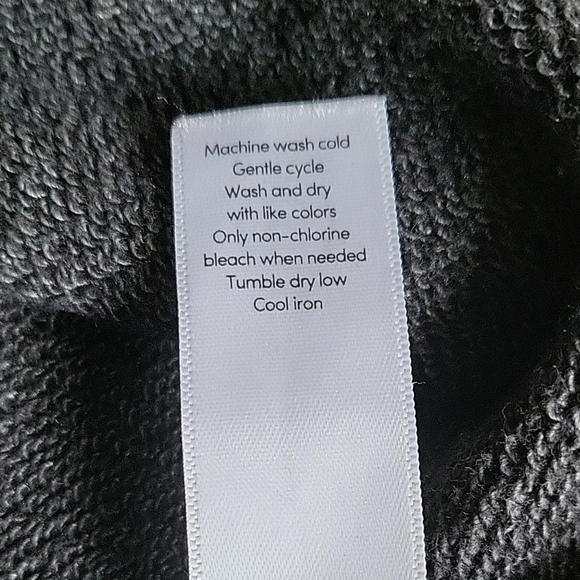 Machine wash cold
Gentle cycle
Wash and dry
with like colors
Only non-chlorine
bleach when needed
Tumble dry low
Cool iron